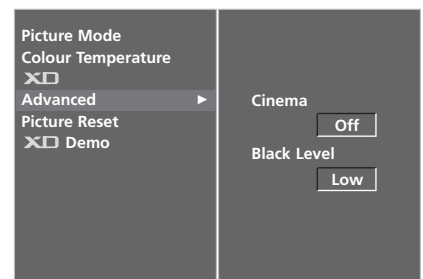 Picture Mode
Colour Temperature
XD
Advanced ►
Picture Reset
XD Demo
Cinema
Off
Black Level
Low